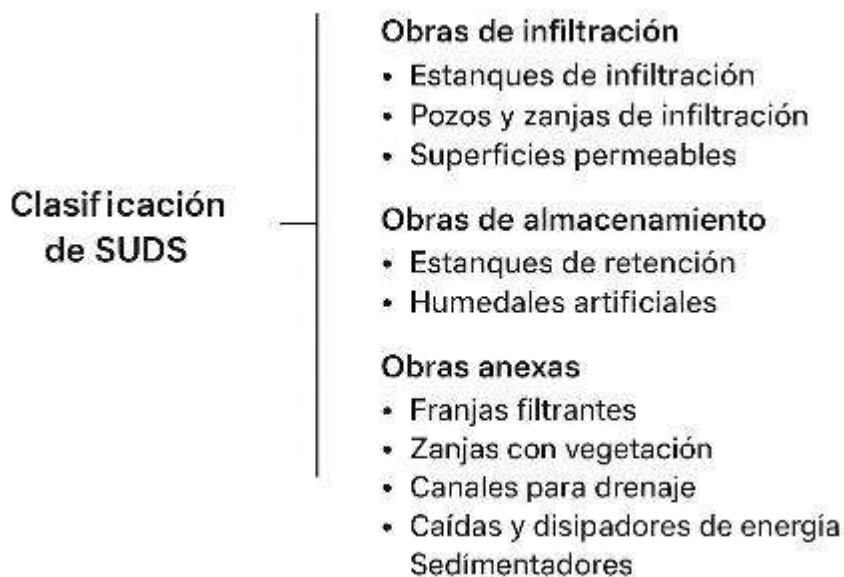 Clasificación
de SUDS
Obras de infiltración
• Estanques de infiltración
• Pozos y zanjas de infiltración
• Superficies permeables
Obras de almacenamiento
• Estanques de retención
• Humedales artificiales
Obras anexas
• Franjas filtrantes
• Zanjas con vegetación
• Canales para drenaje
• Caídas y disipadores de energía
Sedimentadores